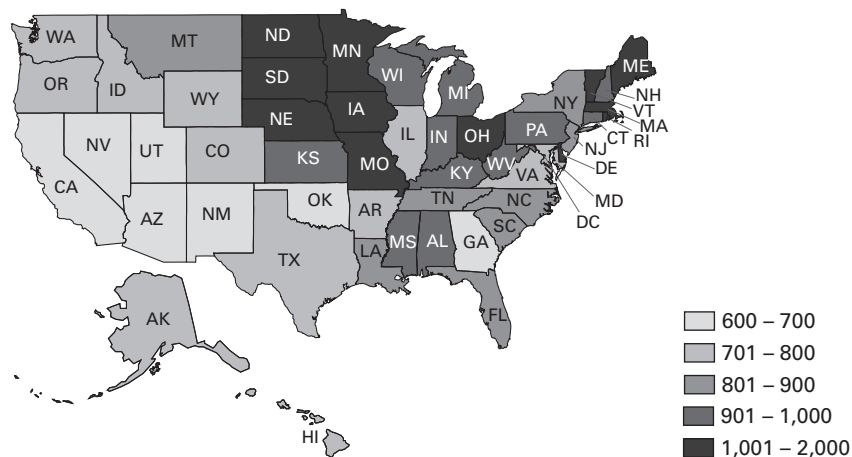 WA
OR
CA
NV
ID
MT
WY
UT
AZ
CO
NM
ND
SD
NE
KS
OK
TX
MN
IA
MO
AR
LA
WI
IL
MI
IN
OH
KY
TN
MS
AL
GA
FL
SC
NC
VA
WV
PA
NY
ME
NH
VT
MA
RI
CT
NJ
DE
MD
DC
AK
HI
600 – 700
701 – 800
801 – 900
901 – 1,000
1,001 – 2,000